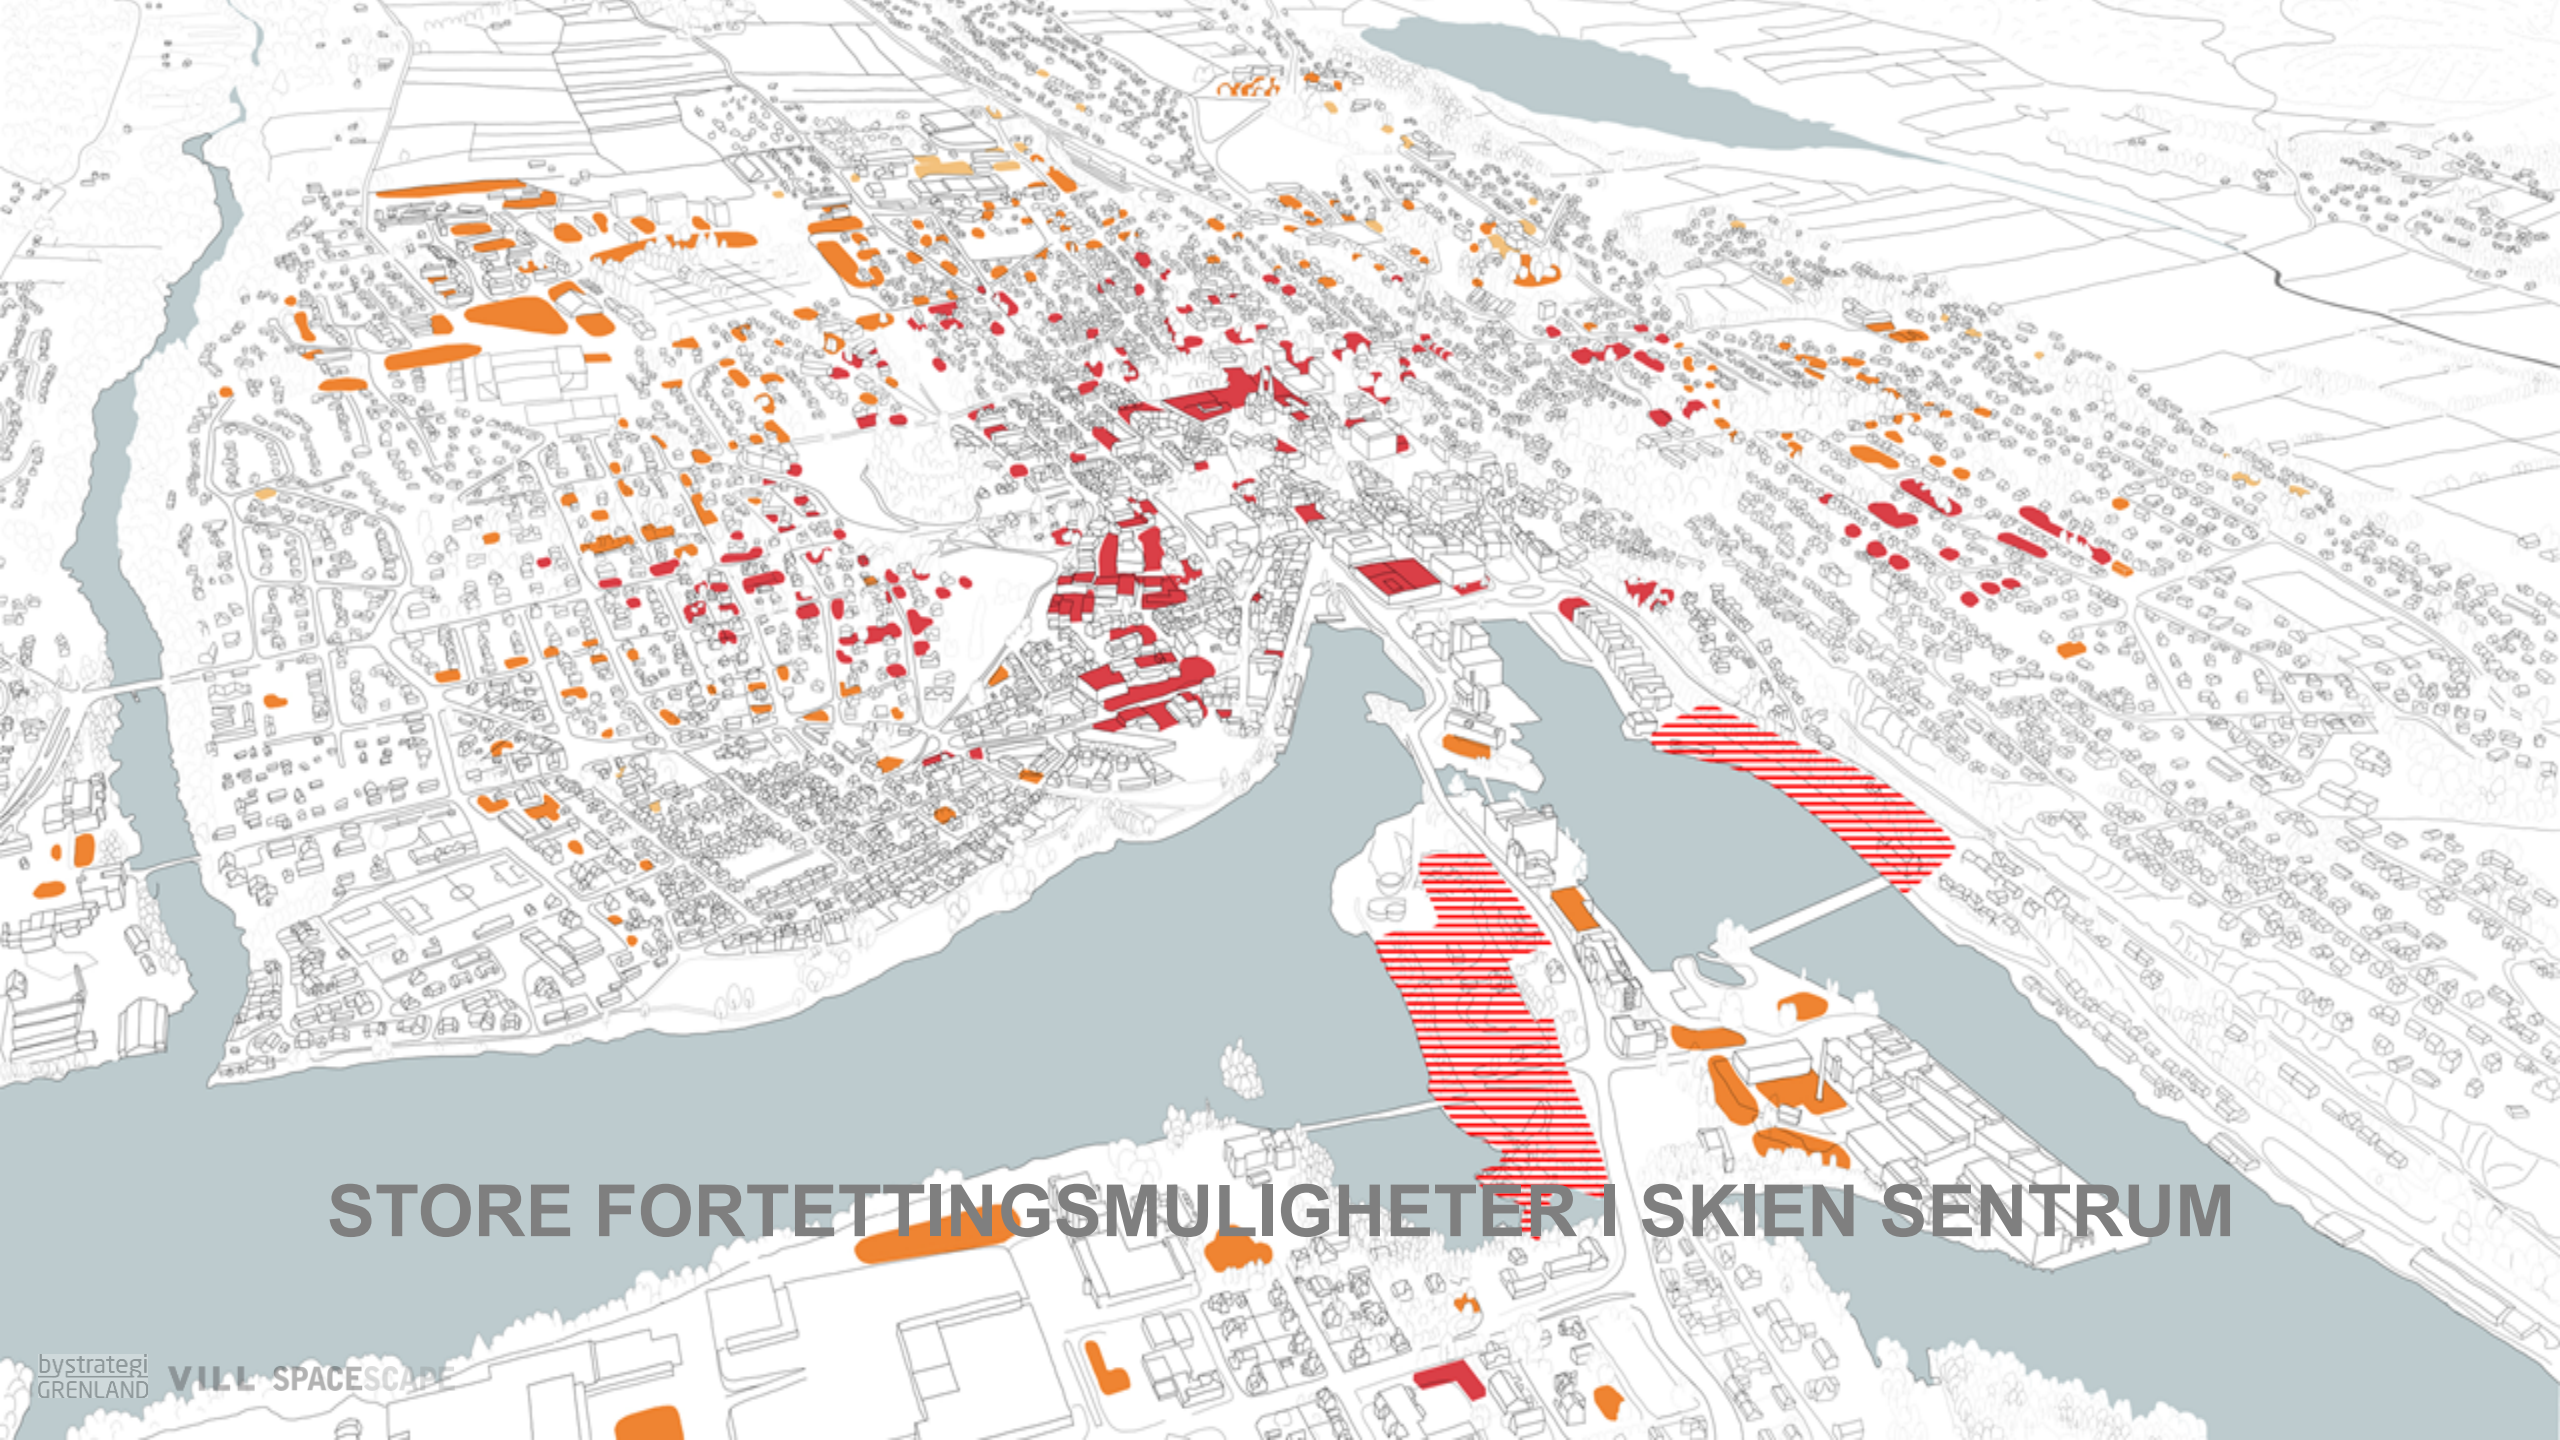 STORE FORTETTINGSMULIGHETER I SKIEN SENTRUM
bystrategi
GRENLAND
VILL SPACESCAPE